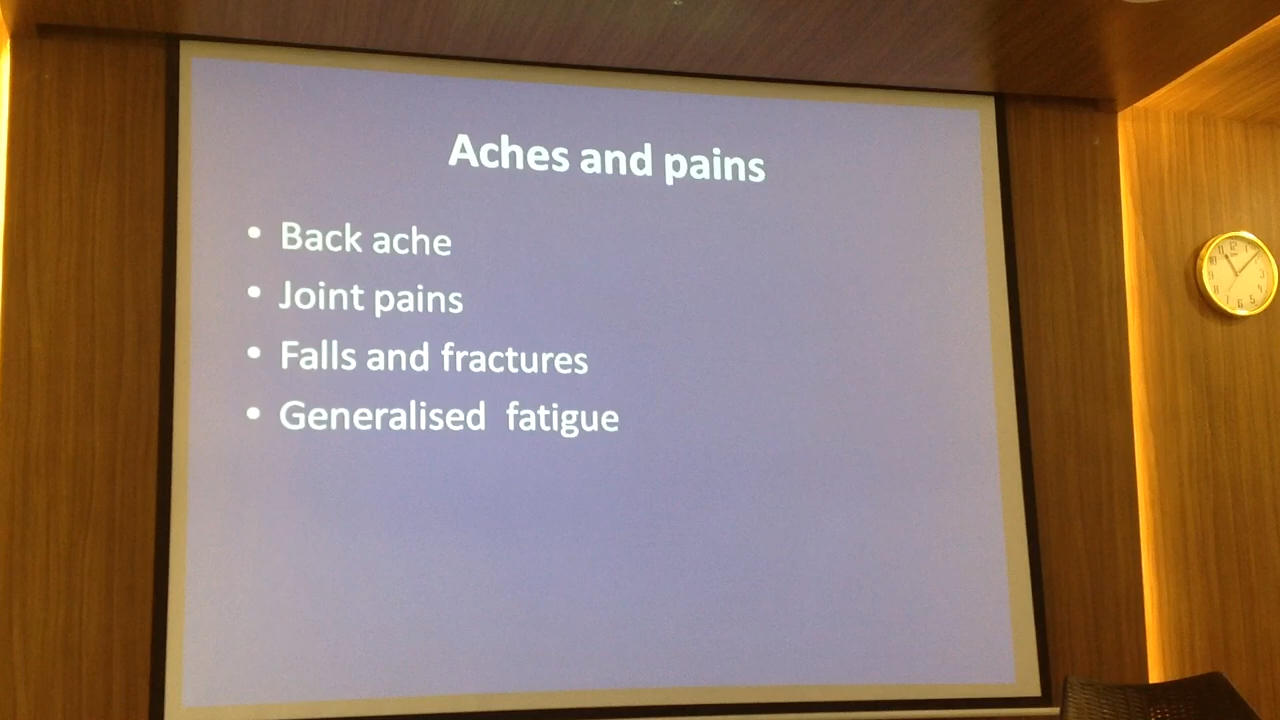 Aches and pains
• Back ache
• Joint pains
• Falls and fractures
• Generalised  fatigue